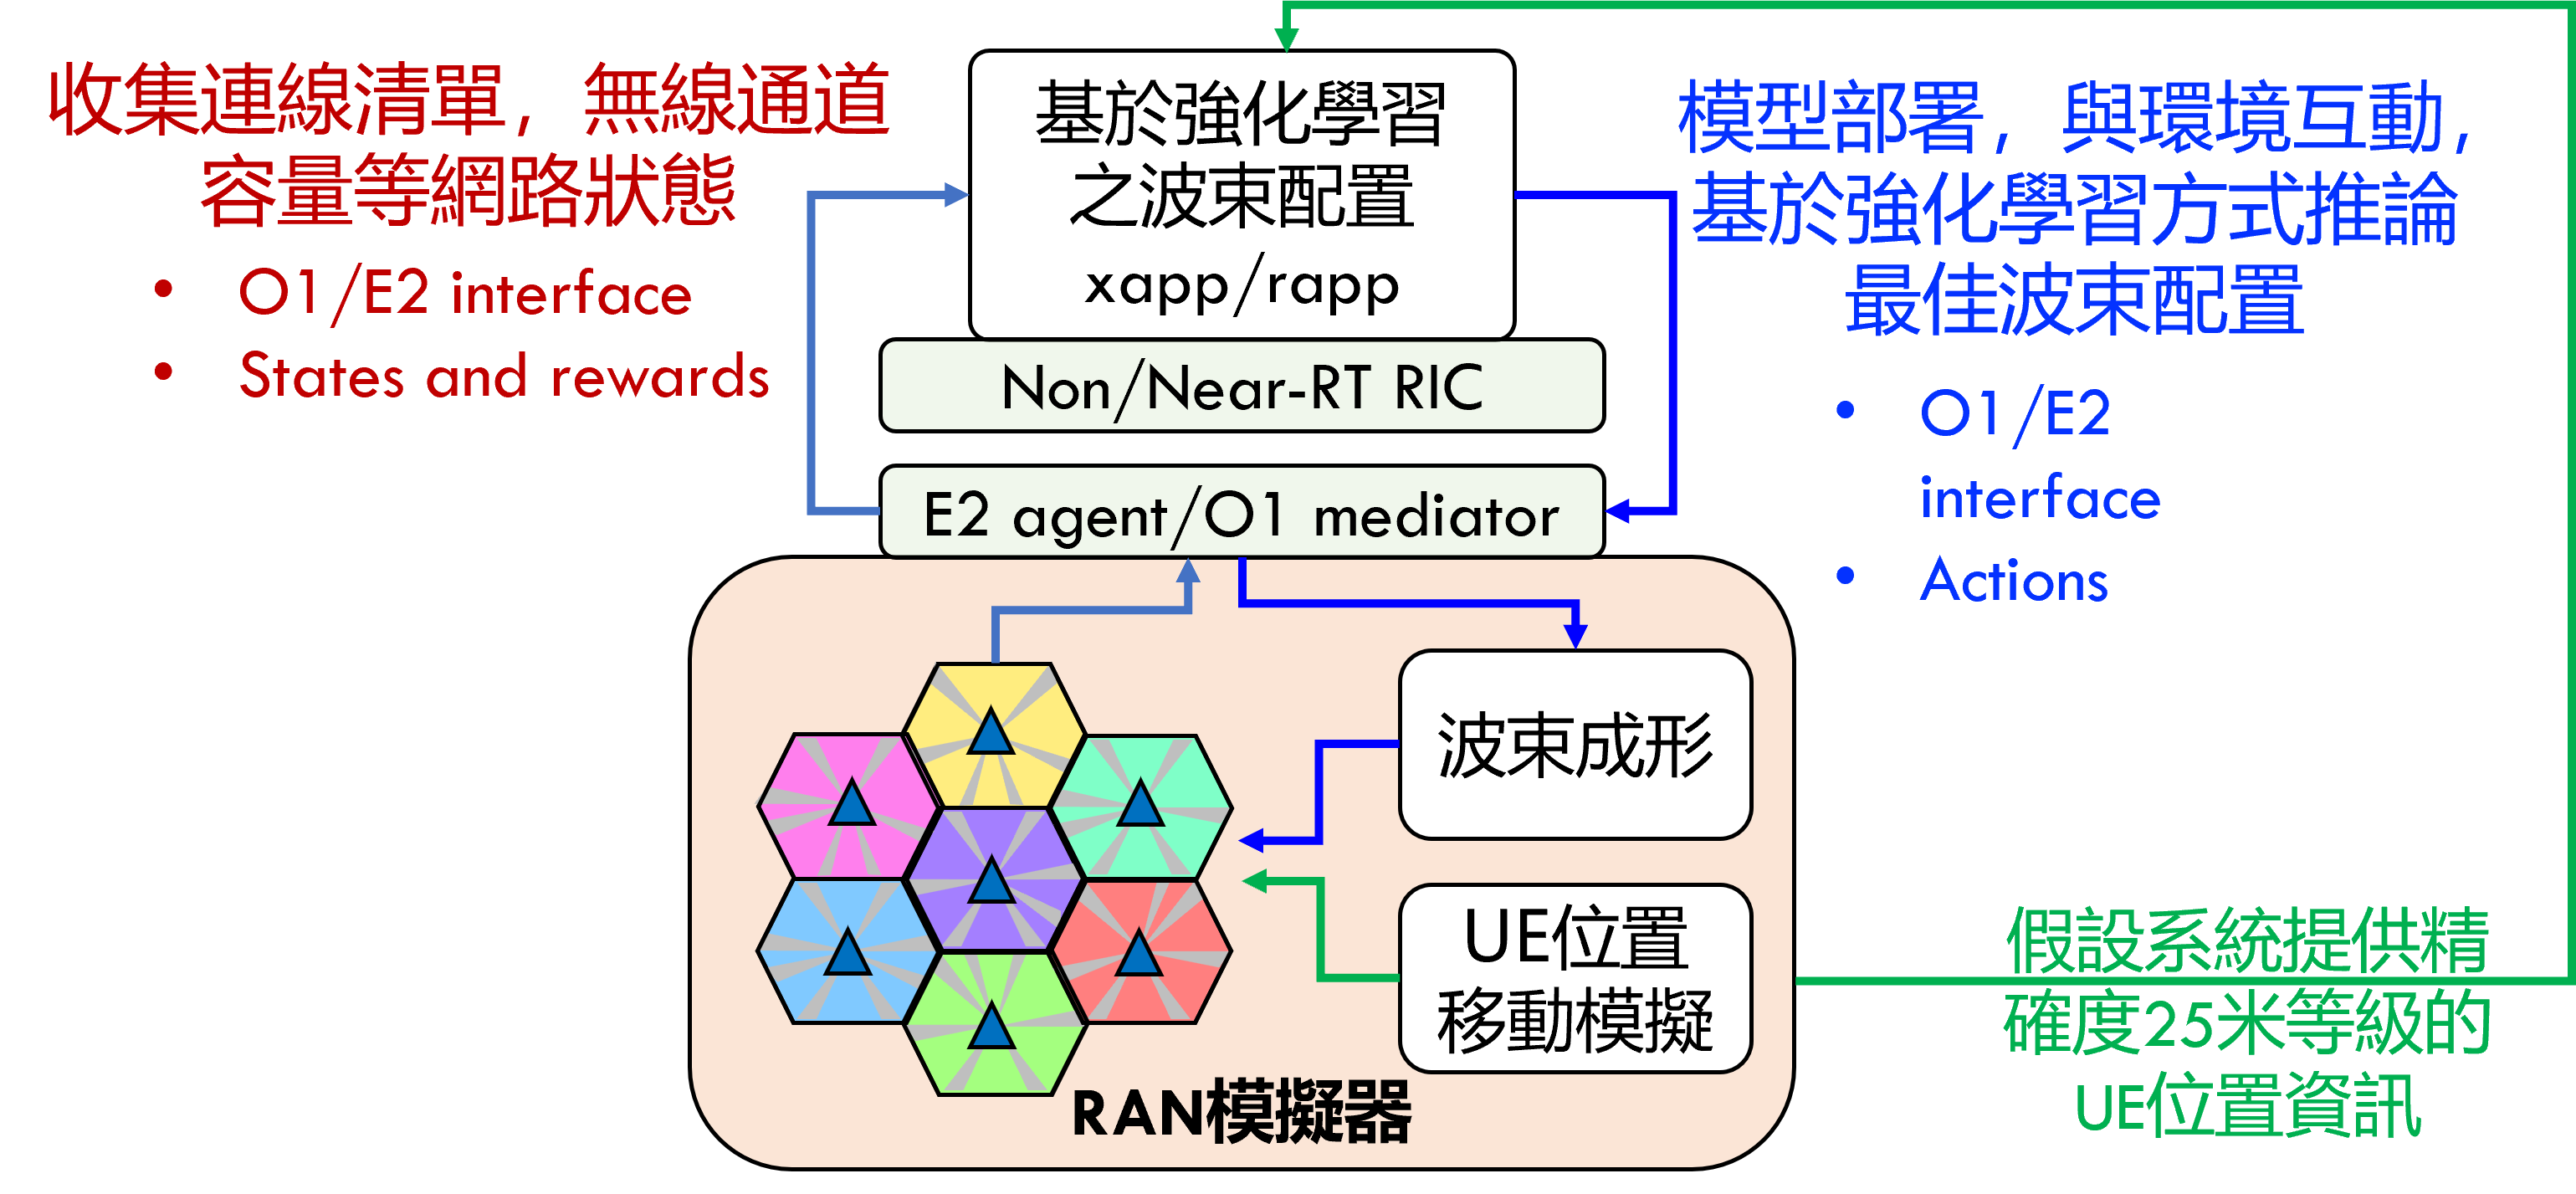 收集連線清單，無線通道
容量等網路狀態
• O1/E2 interface
• States and rewards
基於強化學習
之波束配置
xapp/rapp
Non/Near-RT RIC
E2 agent/O1 mediator
模型部署，與環境互動，
基於強化學習方式推論
最佳波束配置
• O1/E2
interface
• Actions
波束成形
UE位置
移動模擬
RAN模擬器
假設系統提供精
確度25米等級的
UE位置資訊